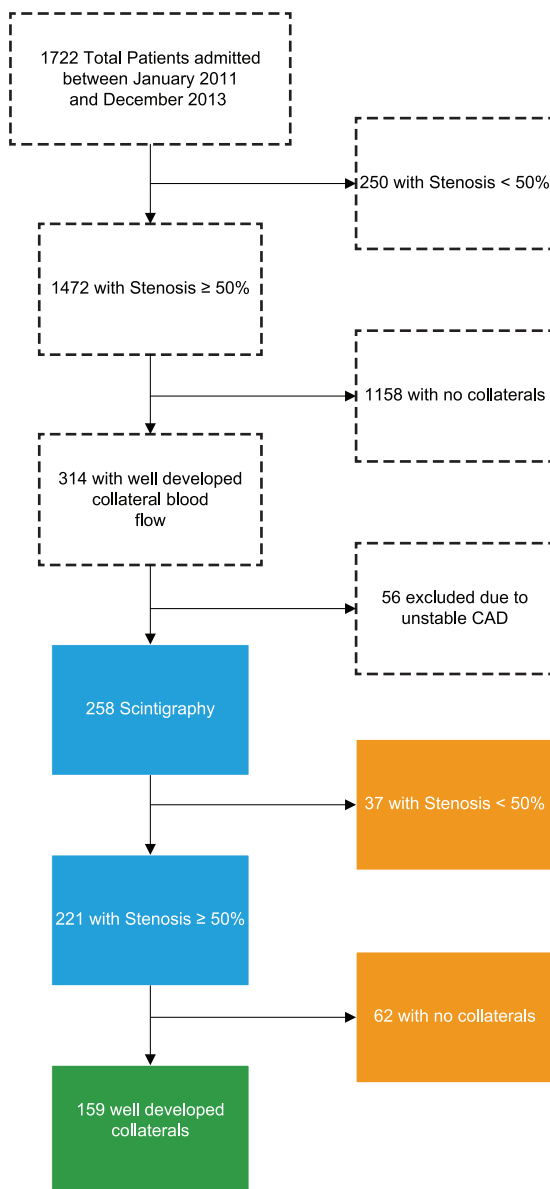 1722 Total Patients admitted
between January 2011
and December 2013
250 with Stenosis < 50%
1472 with Stenosis ≥ 50%
1158 with no collaterals
314 with well developed
collateral blood
flow
56 excluded due to
unstable CAD
258 Scintigraphy
37 with Stenosis < 50%
221 with Stenosis ≥ 50%
62 with no collaterals
159 well developed
collaterals